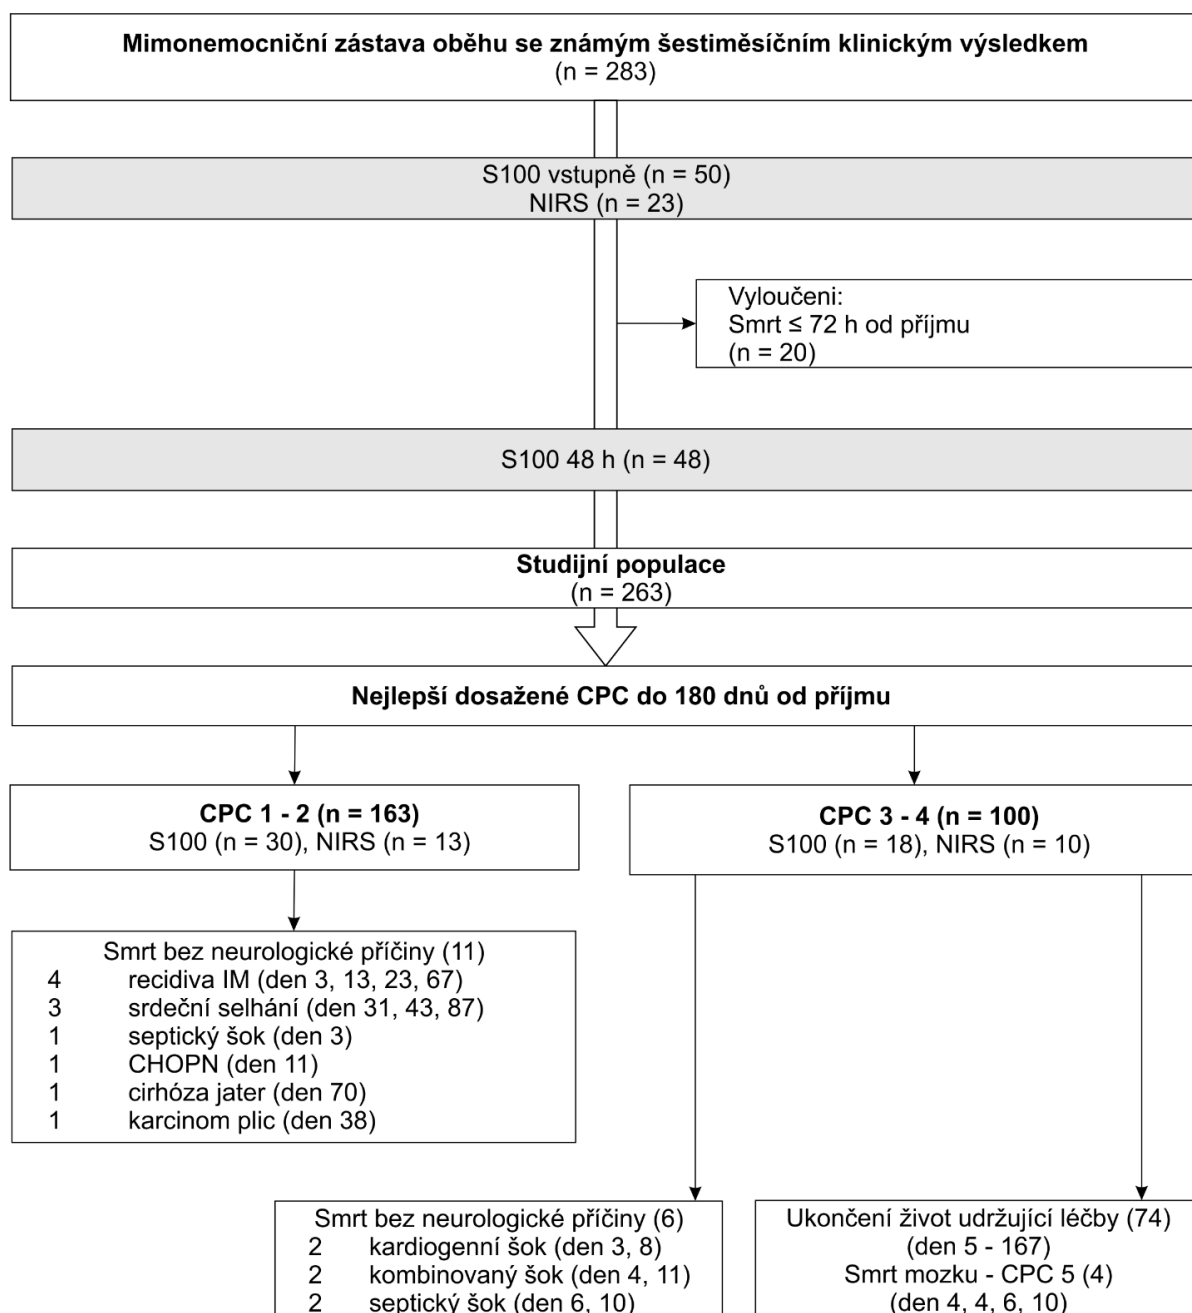 Mimonemocniční zástava oběhu se známým šestiměsíčním klinickým výsledkem
(n = 283)
S100 vstupně (n = 50)
NIRS (n = 23)
Vyloučeni:
Smrt ≤ 72 h od příjmu
(n = 20)
S100 48 h (n = 48)
Studijní populace
(n = 263)
Nejlepší dosažené CPC do 180 dnů od příjmu
CPC 1 - 2 (n = 163)
S100 (n = 30), NIRS (n = 13)
CPC 3 - 4 (n = 100)
S100 (n = 18), NIRS (n = 10)
Smrt bez neurologické příčiny (11)
4 recidiva IM (den 3, 13, 23, 67)
3 srdeční selhání (den 31, 43, 87)
1 septický šok (den 3)
1 CHOPN (den 11)
1 cirhóza jater (den 70)
1 karcinom plic (den 38)
Smrt bez neurologické příčiny (6)
2 kardiogenní šok (den 3, 8)
2 kombinovaný šok (den 4, 11)
2 septický šok (den 6, 10)
Ukončení život udržující léčby (74)
(den 5 - 167)
Smrt mozku - CPC 5 (4)
(den 4, 4, 6, 10)